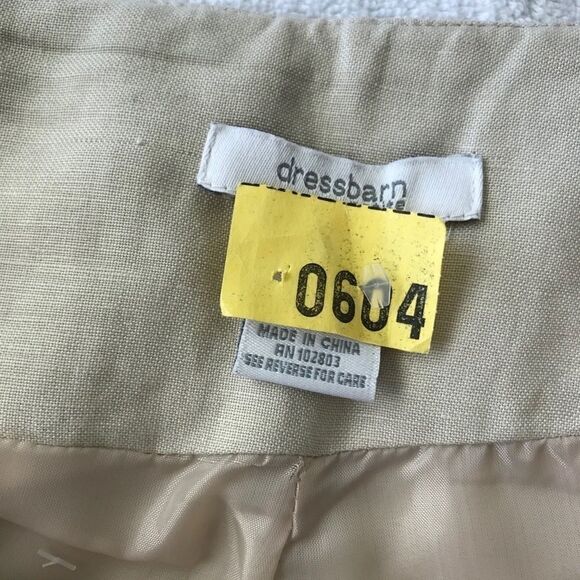 dressbarn
0604
MADE IN CHINA
RN 102803
SEE REVERSE FOR CARE